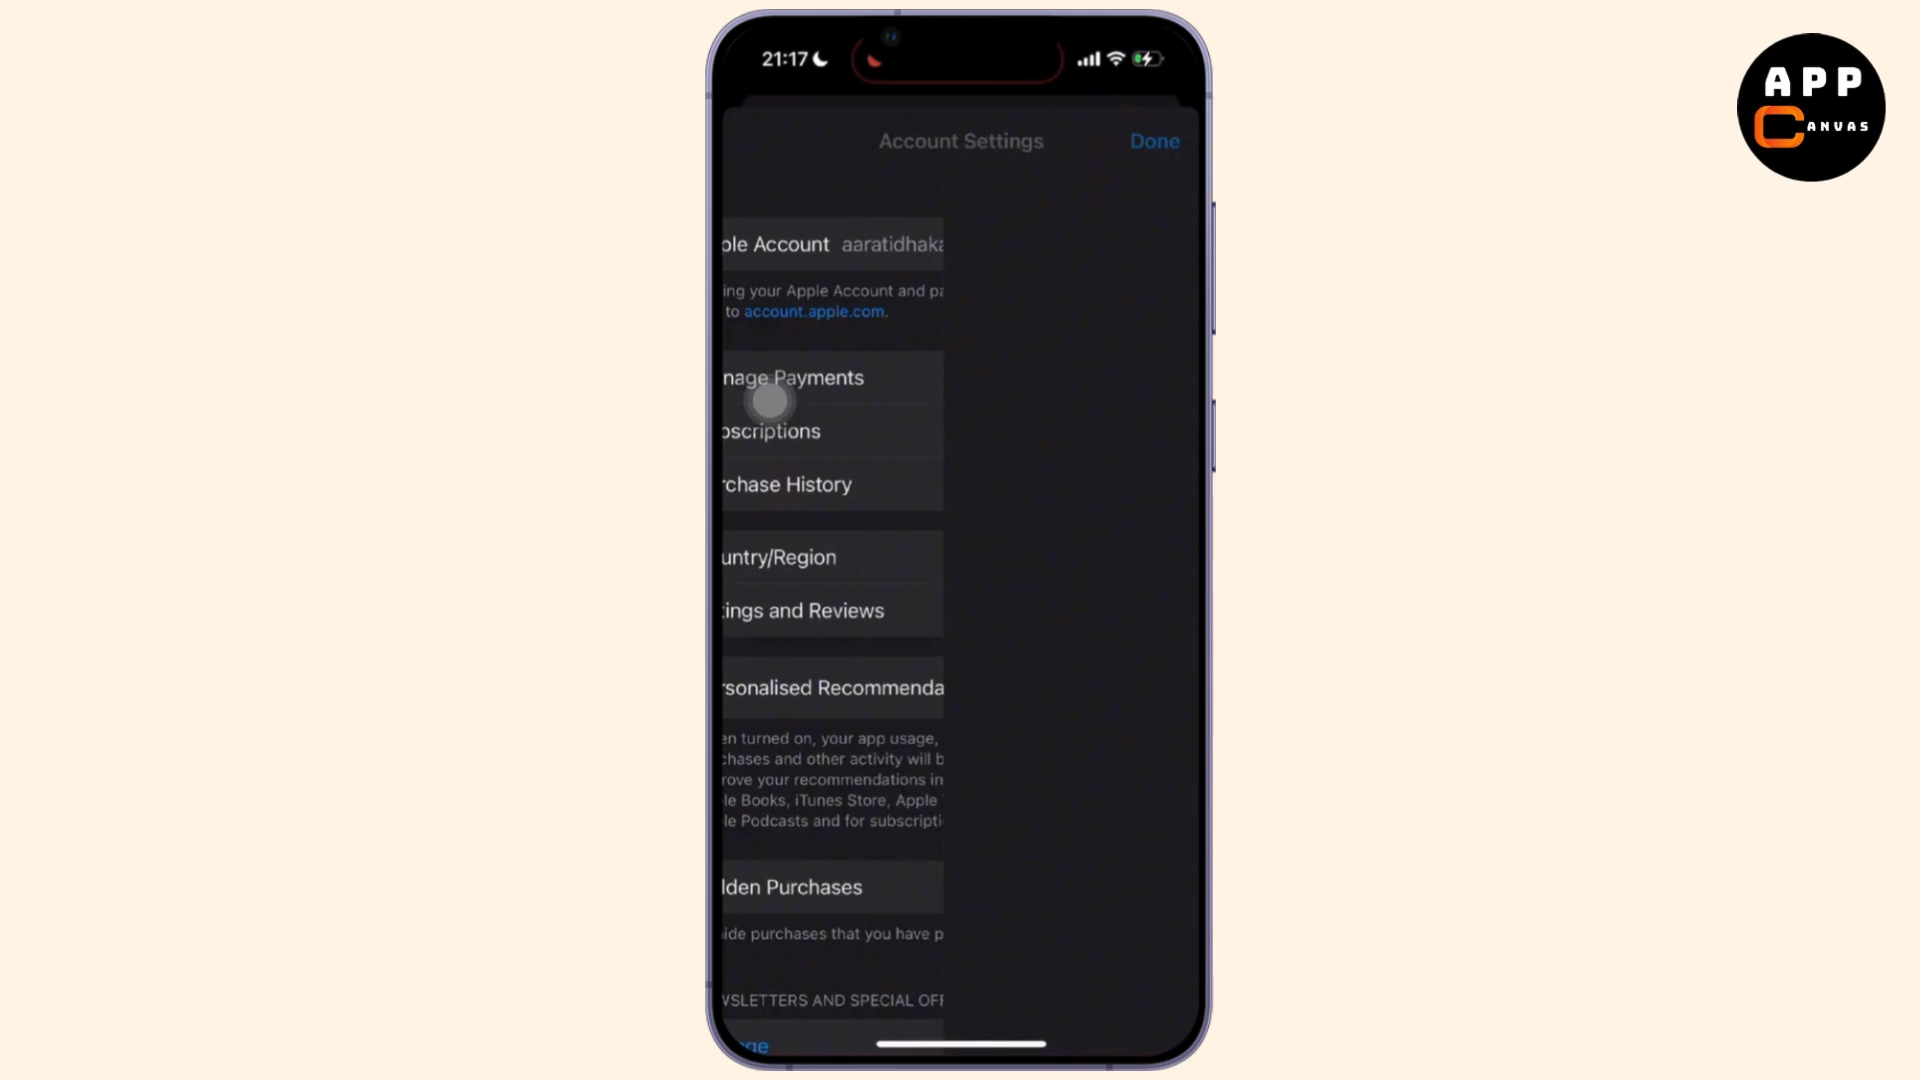 21:17
APP
CANVAS
Account Settings
Done
ple Account aaratidhaka
ing your Apple Account and pa
to account.apple.com.
nage Payments
bscriptions
rchase History
untry/Region
tings and Reviews
rsonalised Recommenda
en turned on, your app usage,
chases and other activity will b
rove your recommendations in
le Books, iTunes Store, Apple
le Podcasts and for subscripti
lden Purchases
ide purchases that you have p
WSLETTERS AND SPECIAL OFF
ge